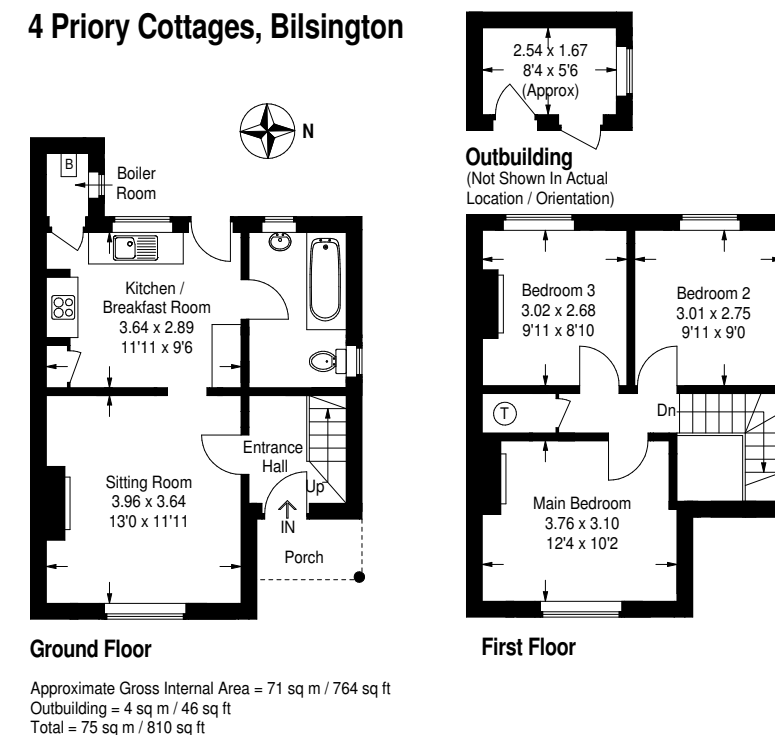 4 Priory Cottages, Bilsington
N
B
Boiler
Room
Kitchen /
Breakfast Room
3.64 x 2.89
11'11 x 9'6
Sitting Room
3.96 x 3.64
13'0 x 11'11
Entrance
Hall
Up
IN
Porch
Ground Floor
Approximate Gross Internal Area = 71 sq m / 764 sq ft
Outbuilding = 4 sq m / 46 sq ft
Total = 75 sq m / 810 sq ft
2.54 x 1.67
8'4 x 5'6
(Approx)
Outbuilding
(Not Shown In Actual
Location / Orientation)
Bedroom 3
3.02 x 2.68
9'11 x 8'10
Bedroom 2
3.01 x 2.75
9'11 x 9'0
T
Dn
Main Bedroom
3.76 x 3.10
12'4 x 10'2
First Floor